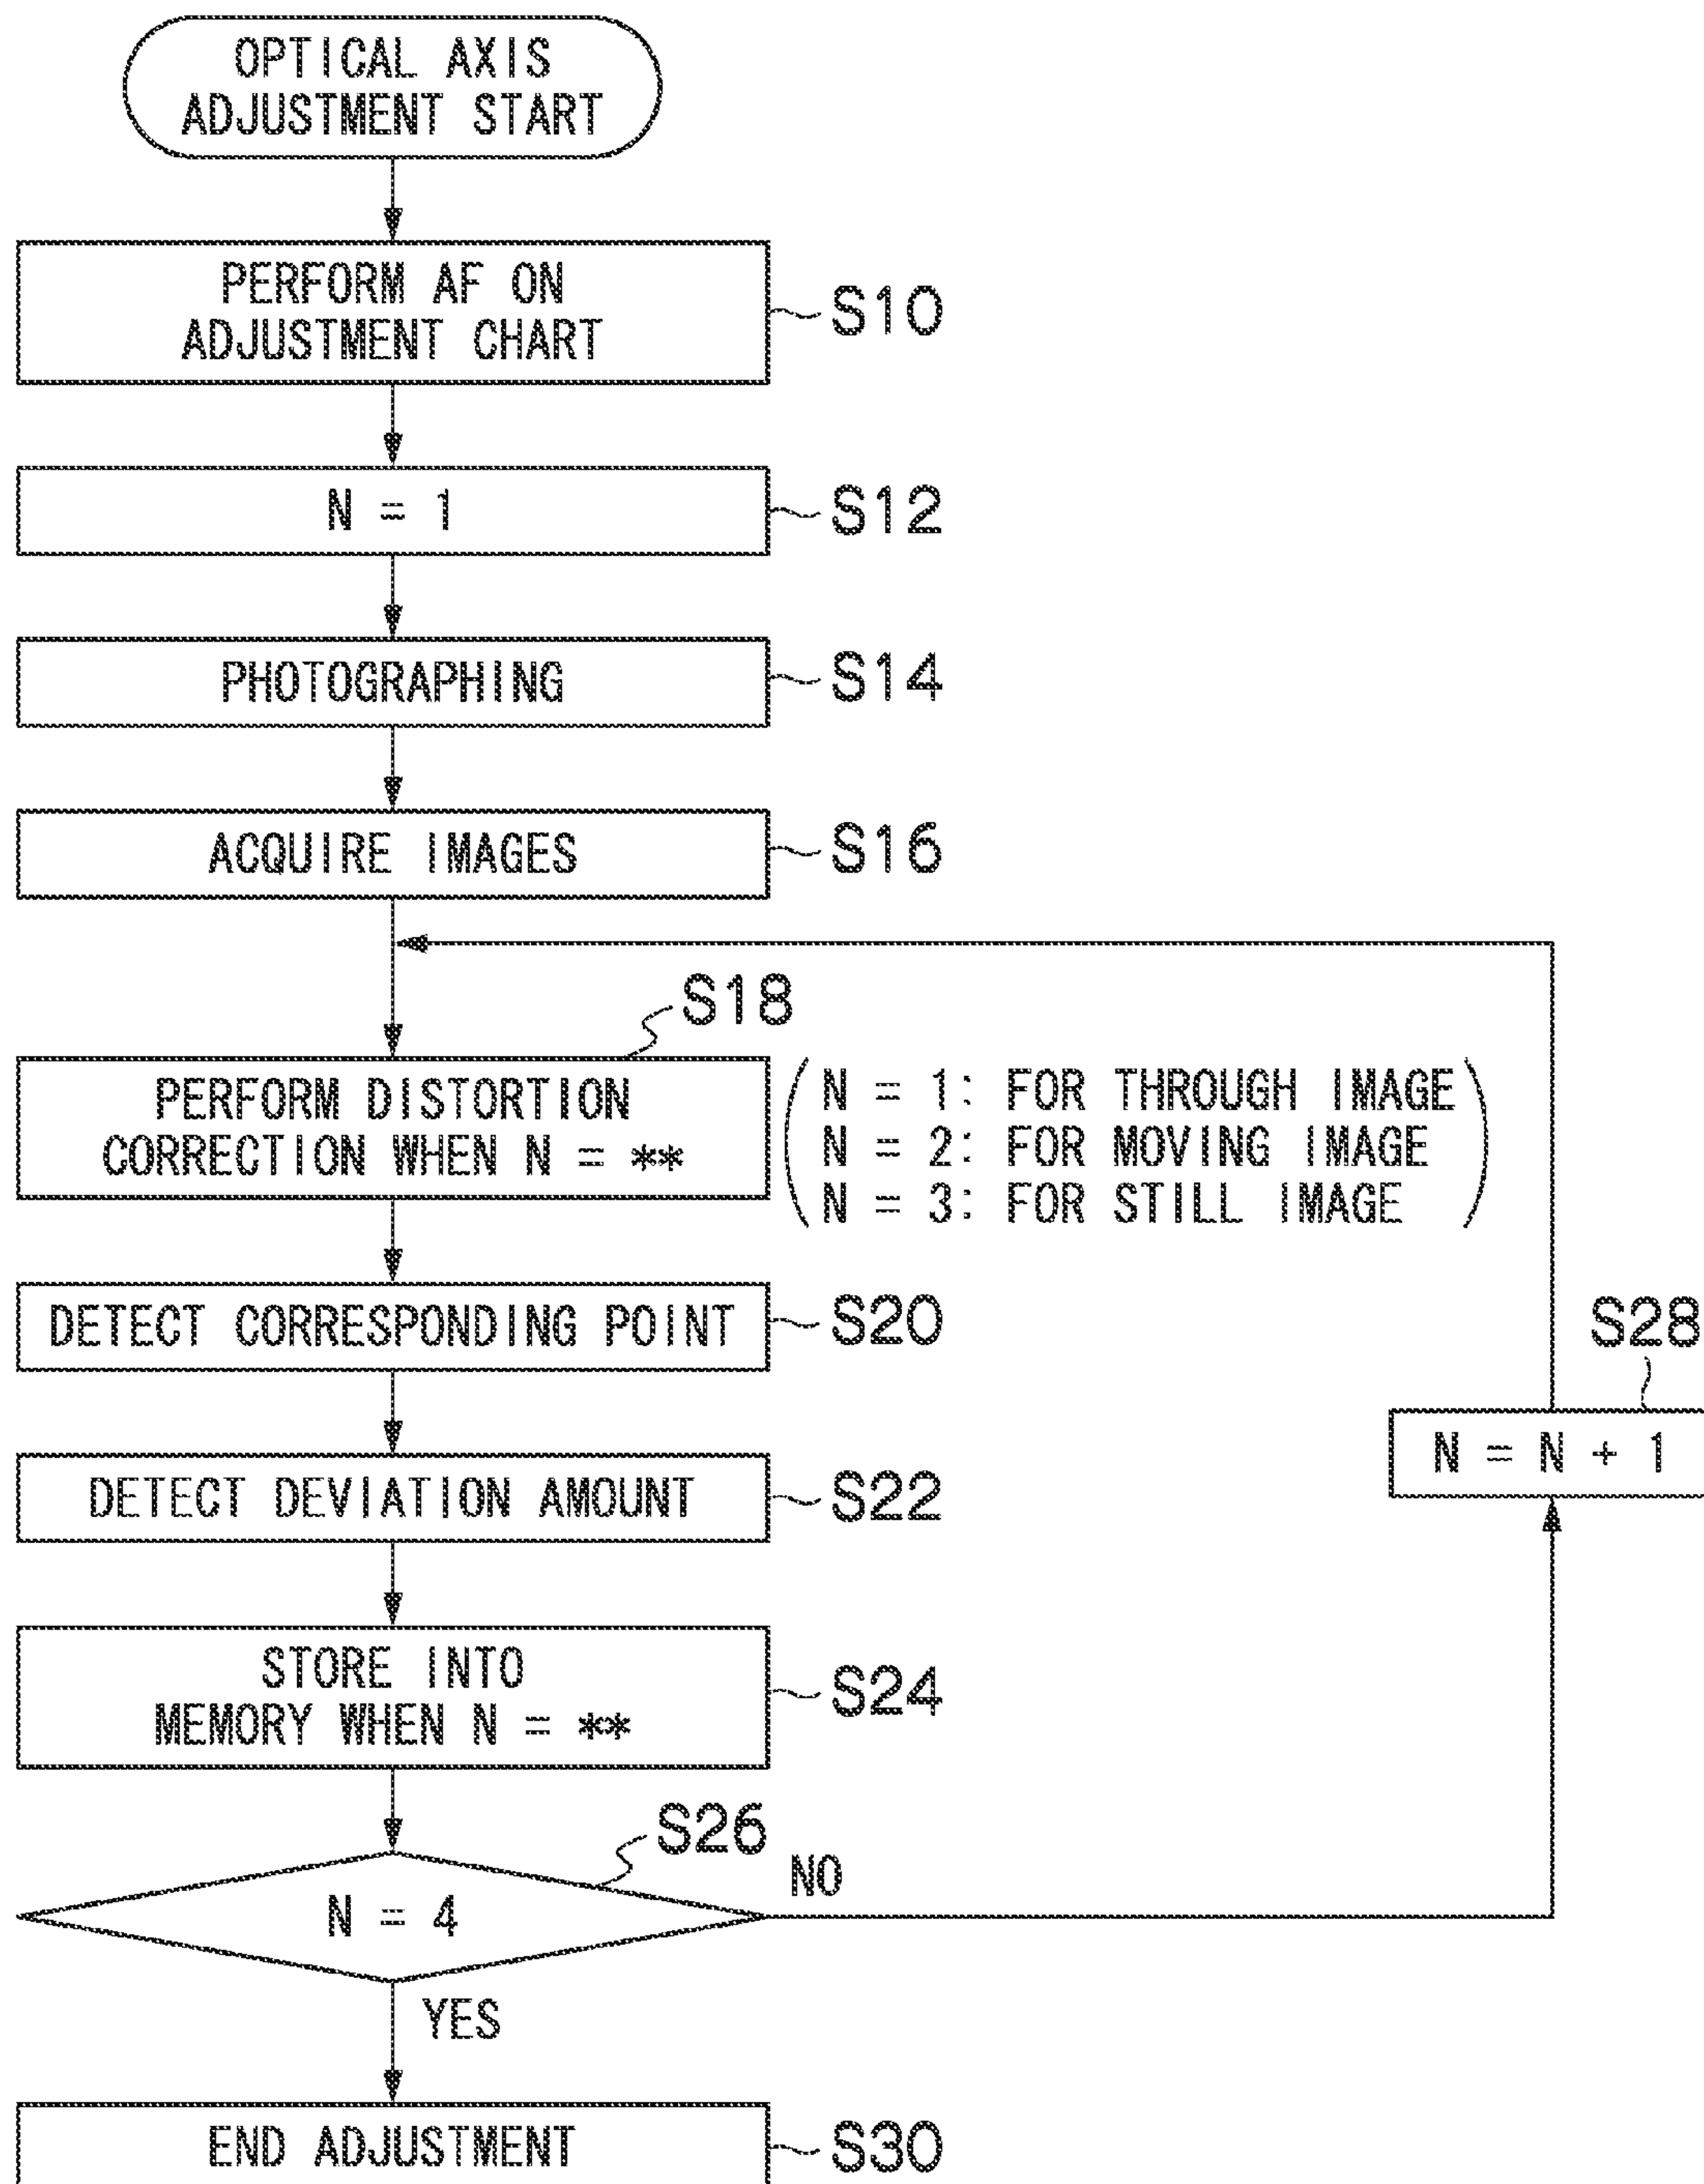 OPTICAL AXIS
ADJUSTMENT START
PERFORM AF ON
ADJUSTMENT CHART
S10
N = 1
S12
PHOTOGRAPHING
S14
ACQUIRE IMAGES
S16
S18
PERFORM DISTORTION
CORRECTION WHEN N = **
N = 1: FOR THROUGH IMAGE
N = 2: FOR MOVING IMAGE
N = 3: FOR STILL IMAGE
DETECT CORRESPONDING POINT
S20
S28
N = N + 1
DETECT DEVIATION AMOUNT
S22
STORE INTO
MEMORY WHEN N = **
S24
S26
N = 4
NO
YES
END ADJUSTMENT
S30